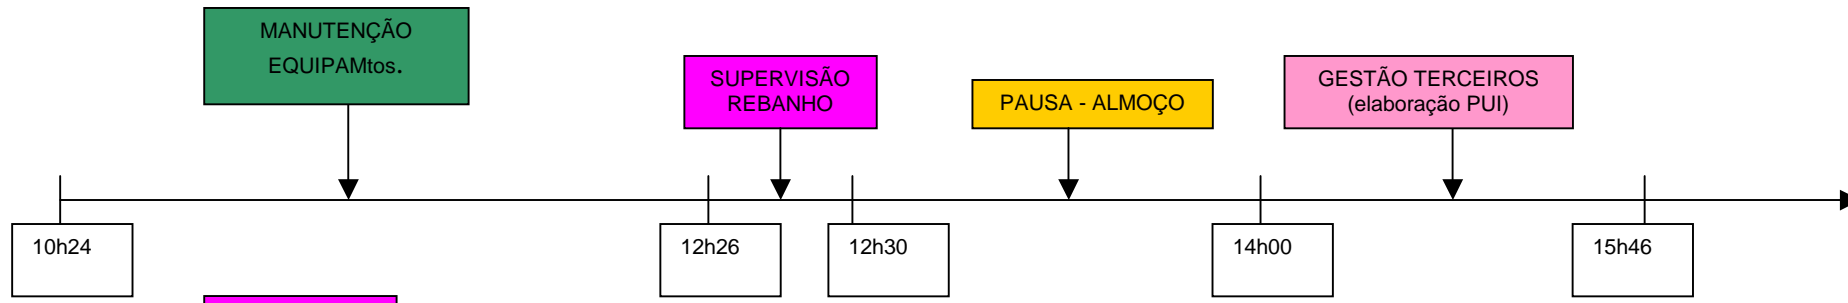 MANUTENÇÃO
EQUIPAMtos.
SUPERVISÃO
REBANHO
PAUSA - ALMOÇO
GESTÃO TERCEIROS
(elaboração PUI)
10h24
12h26
12h30
14h00
15h46